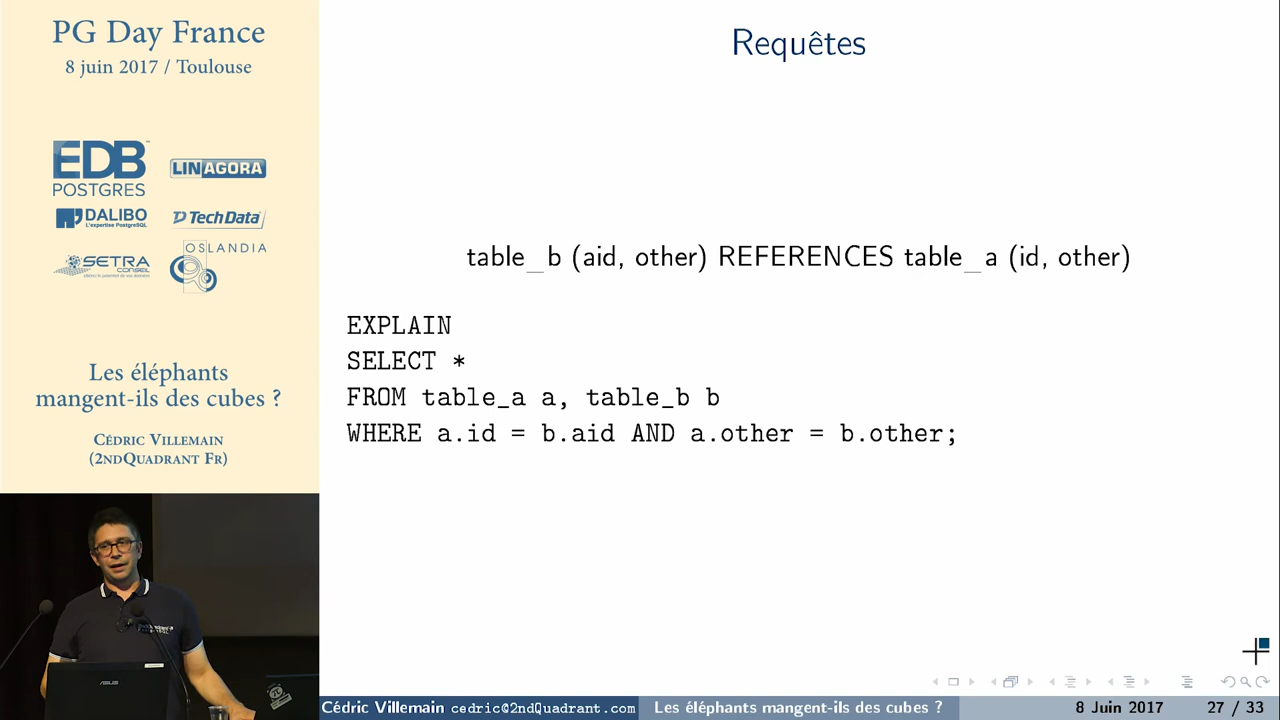 PG Day France
8 juin 2017 / Toulouse
EDB
POSTGRES
LINAGORA
DALIBO
L'expertise PostgreSQL
TechData
SETRA
CONSEIL
OSLANDIA
Les éléphants
mangent-ils des cubes ?
Cédric Villemain
(2ndQuadrant Fr)
ASUS
Requêtes
table_b (aid, other) REFERENCES table_a (id, other)
EXPLAIN
SELECT *
FROM table_a a, table_b b
WHERE a.id = b.aid AND a.other = b.other;
Cédric Villemain cedric@2ndQuadrant.com
Les éléphants mangent-ils des cubes ?
8 Juin 2017
27 / 33